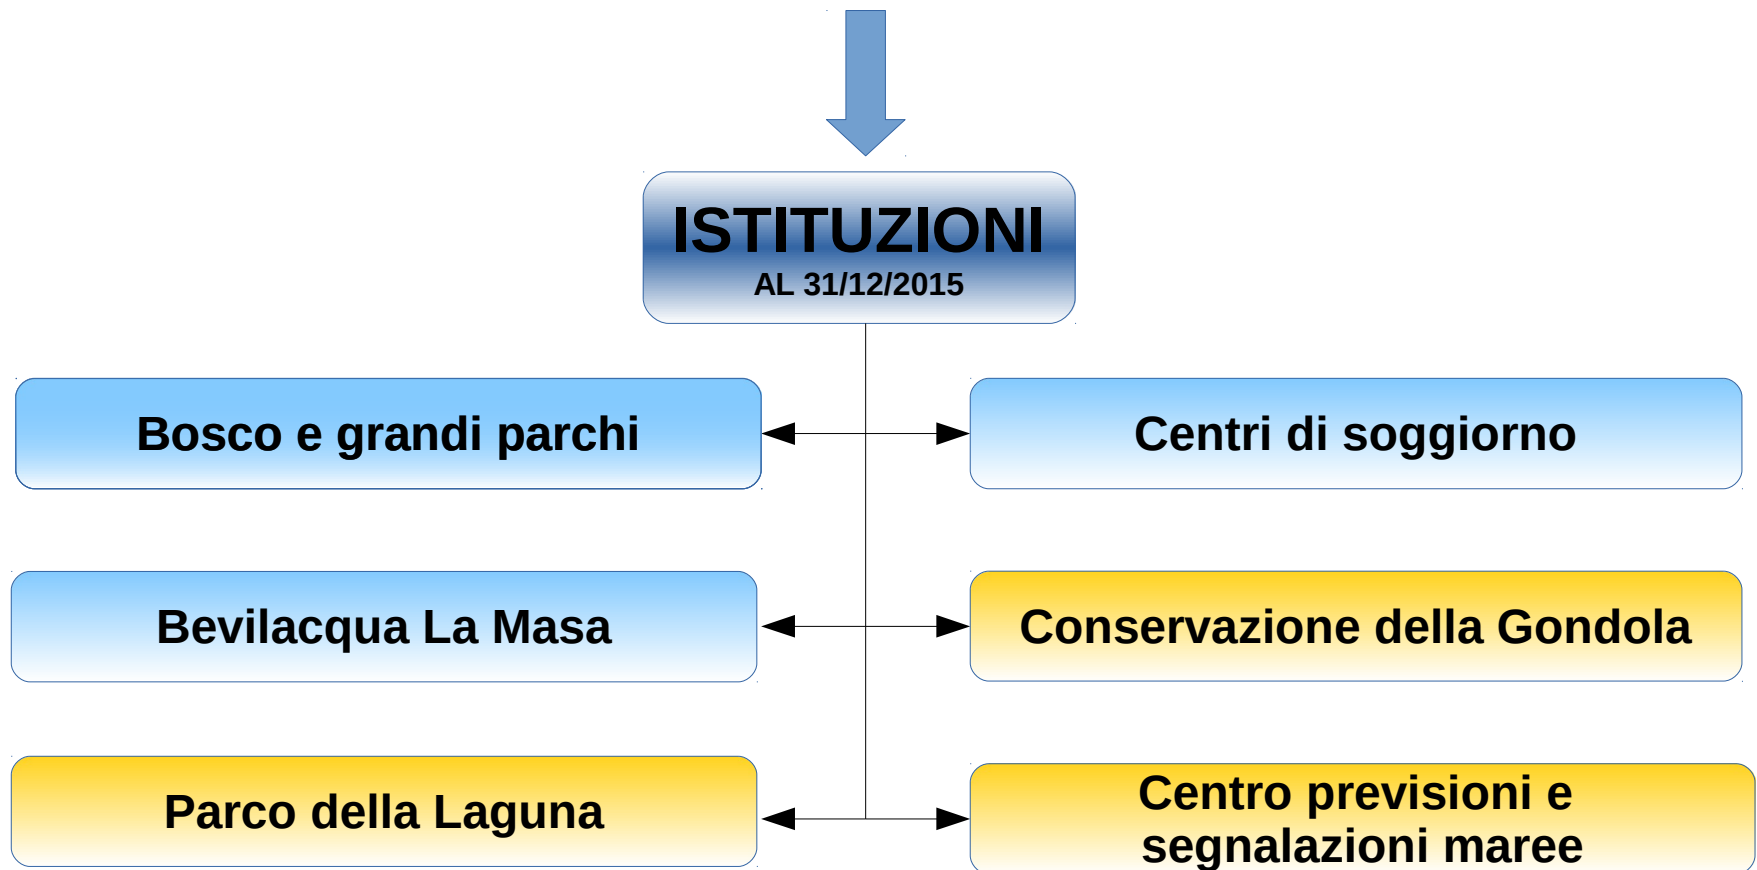 ISTITUZIONI
AL 31/12/2015
Bosco e grandi parchi
Centri di soggiorno
Bevilacqua La Masa
Conservazione della Gondola
Parco della Laguna
Centro previsioni e
segnalazioni maree